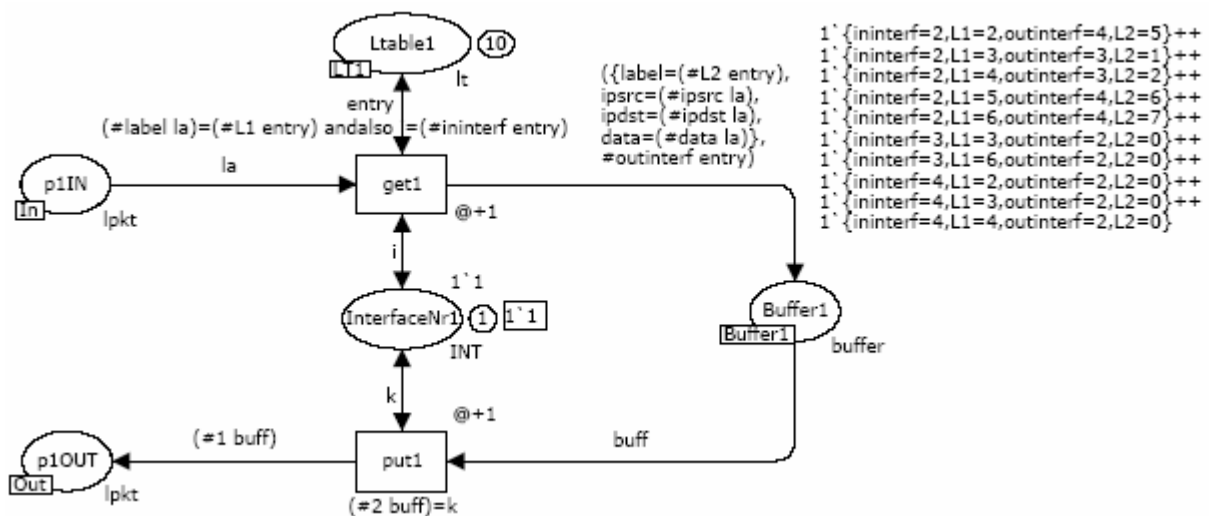 Ltable1
10
LT1
lt
entry
(#label la)=(#L1 entry) andalso i=(#ininterf entry)
la
p1IN
In
lpkt
get1
@+1
i
1`1
InterfaceNr1
1
1`1
INT
k
@+1
(#1 buff)
put1
buff
p1OUT
Out
lpkt
(#2 buff)=k
({label=(#L2 entry),
ipsrc=(#ipsrc la),
ipdst=(#ipdst la),
data=(#data la)},
#outinterf entry)
Buffer1
Buffer1
buffer
1`{ininterf=2,L1=2,outinterf=4,L2=5}++
1`{ininterf=2,L1=3,outinterf=3,L2=1}++
1`{ininterf=2,L1=4,outinterf=3,L2=2}++
1`{ininterf=2,L1=5,outinterf=4,L2=6}++
1`{ininterf=2,L1=6,outinterf=4,L2=7}++
1`{ininterf=3,L1=3,outinterf=2,L2=0}++
1`{ininterf=3,L1=6,outinterf=2,L2=0}++
1`{ininterf=4,L1=2,outinterf=2,L2=0}++
1`{ininterf=4,L1=3,outinterf=2,L2=0}++
1`{ininterf=4,L1=4,outinterf=2,L2=0}